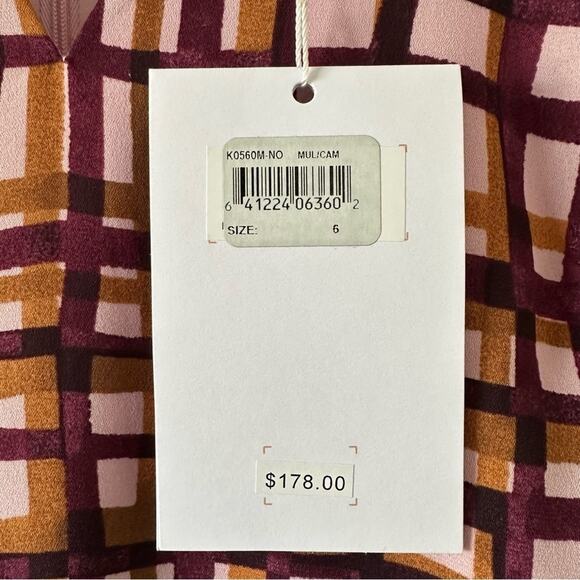 K0560M-NO MUL/CAM
6 41224 06360 2
SIZE: 6
$178.00